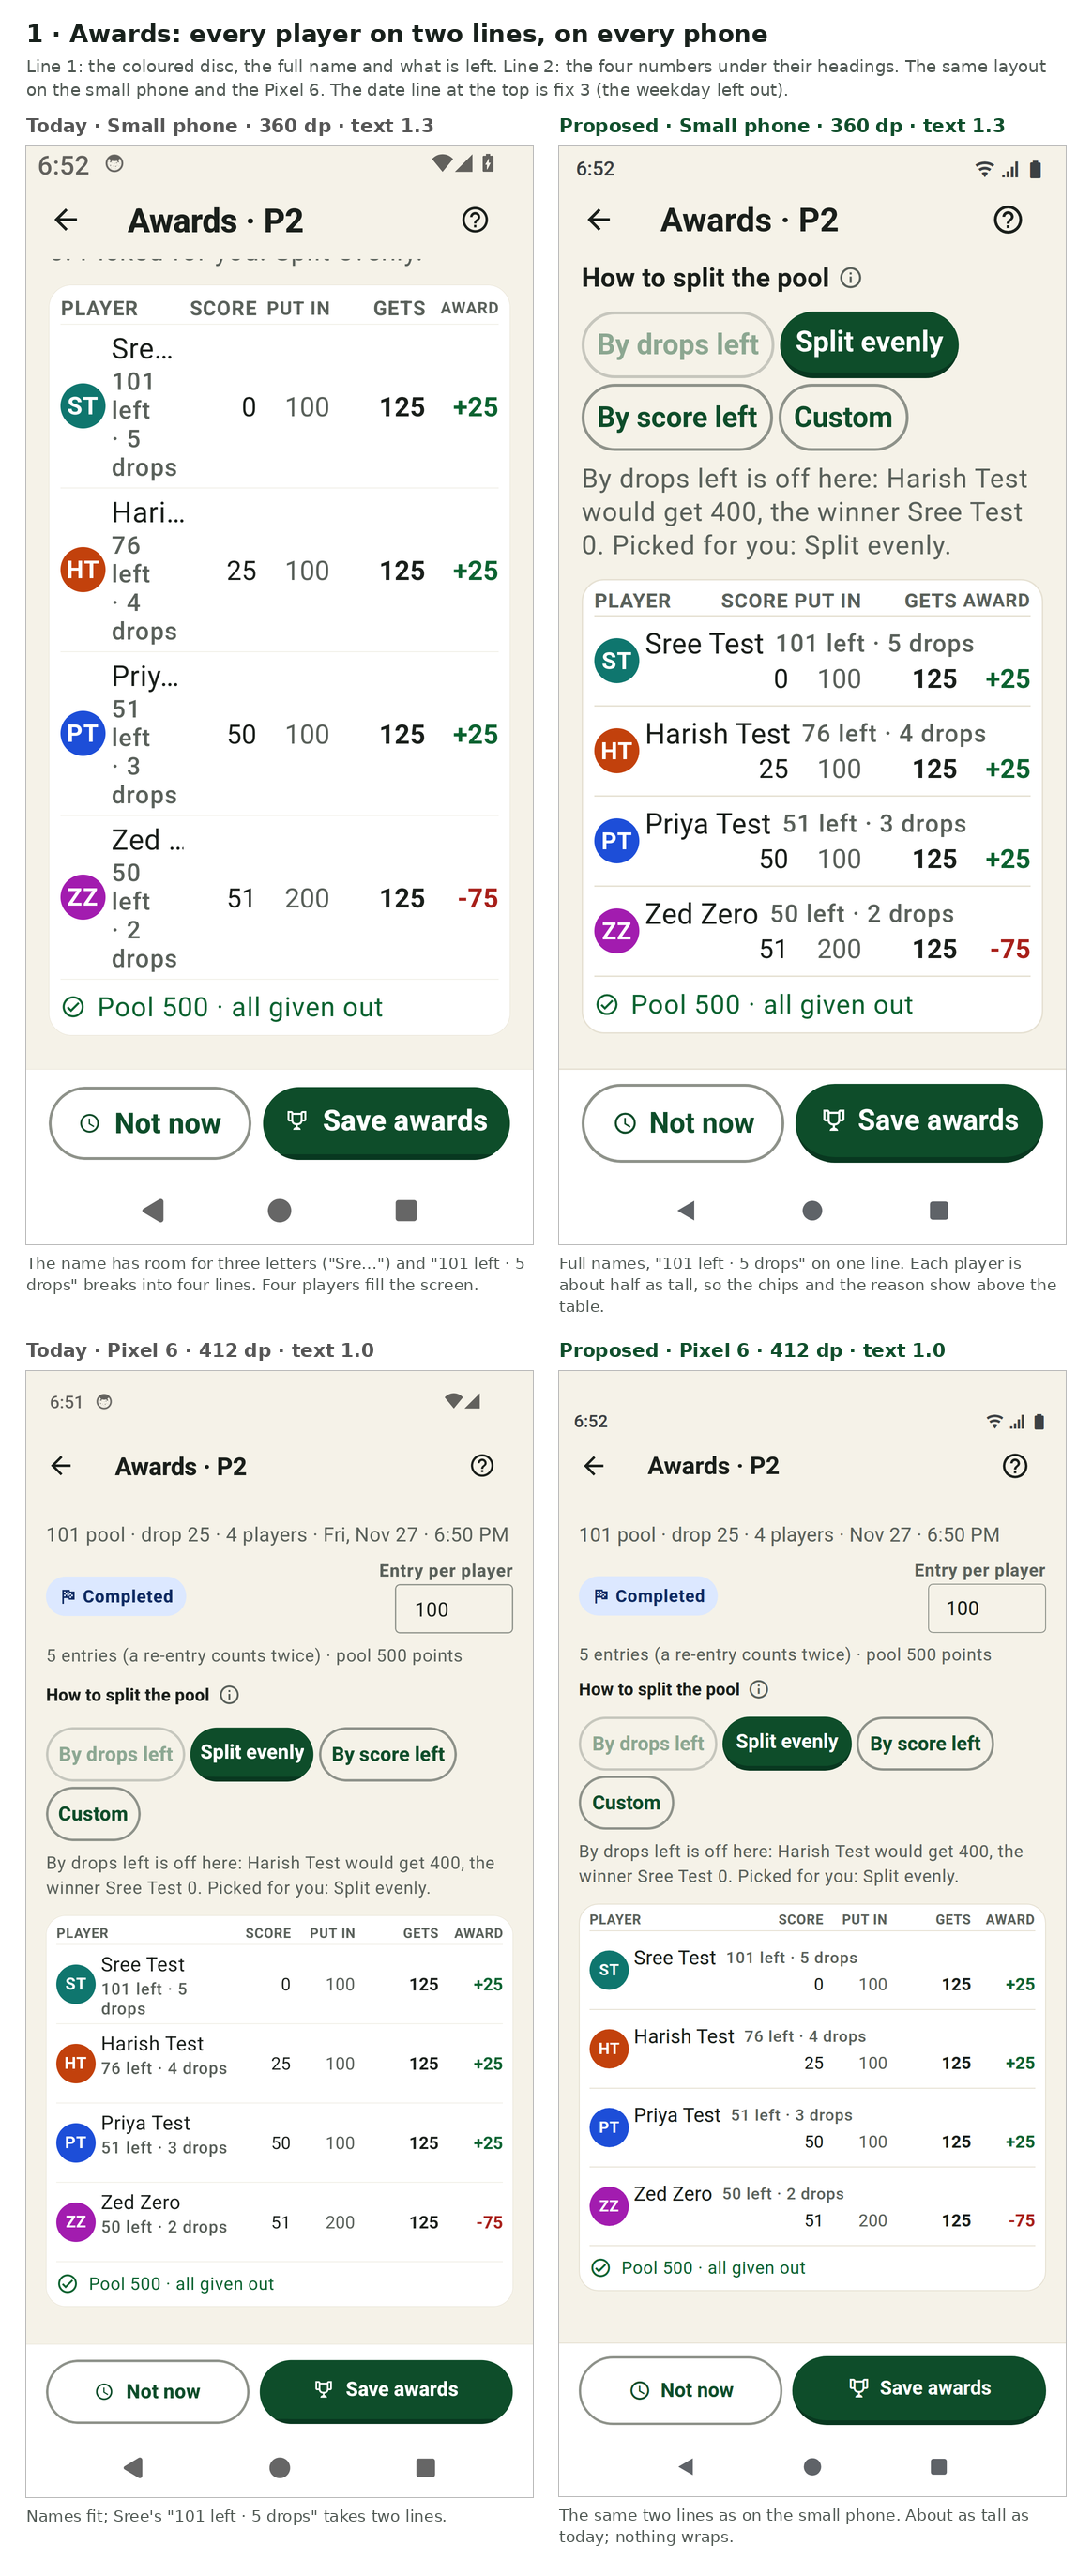 1 · Awards: every player on two lines, on every phone
Line 1: the coloured disc, the full name and what is left. Line 2: the four numbers under their headings. The same layout
on the small phone and the Pixel 6. The date line at the top is fix 3 (the weekday left out).
Today · Small phone · 360 dp · text 1.3
6:52
Awards · P2
PLAYER SCORE PUT IN GETS AWARD
Sre...
ST 101 left · 5 drops 0 100 125 +25
Hari...
HT 76 left · 4 drops 25 100 125 +25
Priy...
PT 51 left · 3 drops 50 100 125 +25
Zed ...
ZZ 50 left · 2 drops 51 200 125 -75
Pool 500 · all given out
Not now Save awards
The name has room for three letters ("Sre...") and "101 left · 5
drops" breaks into four lines. Four players fill the screen.
Proposed · Small phone · 360 dp · text 1.3
6:52
Awards · P2
How to split the pool
By drops left Split evenly
By score left Custom
By drops left is off here: Harish Test
would get 400, the winner Sree Test
0. Picked for you: Split evenly.
PLAYER SCORE PUT IN GETS AWARD
ST Sree Test 101 left · 5 drops
0 100 125 +25
HT Harish Test 76 left · 4 drops
25 100 125 +25
PT Priya Test 51 left · 3 drops
50 100 125 +25
ZZ Zed Zero 50 left · 2 drops
51 200 125 -75
Pool 500 · all given out
Not now Save awards
Full names, "101 left · 5 drops" on one line. Each player is
about half as tall, so the chips and the reason show above the
table.
Today · Pixel 6 · 412 dp · text 1.0
6:51
Awards · P2
101 pool · drop 25 · 4 players · Fri, Nov 27 · 6:50 PM
Entry per player
Completed 100
5 entries (a re-entry counts twice) · pool 500 points
How to split the pool
By drops left Split evenly By score left
Custom
By drops left is off here: Harish Test would get 400, the
winner Sree Test 0. Picked for you: Split evenly.
PLAYER SCORE PUT IN GETS AWARD
Sree Test
ST 101 left · 5 drops 0 100 125 +25
Harish Test
HT 76 left · 4 drops 25 100 125 +25
Priya Test
PT 51 left · 3 drops 50 100 125 +25
Zed Zero
ZZ 50 left · 2 drops 51 200 125 -75
Pool 500 · all given out
Not now Save awards
Names fit; Sree's "101 left · 5 drops" takes two lines.
Proposed · Pixel 6 · 412 dp · text 1.0
6:52
Awards · P2
101 pool · drop 25 · 4 players · Nov 27 · 6:50 PM
Entry per player
Completed 100
5 entries (a re-entry counts twice) · pool 500 points
How to split the pool
By drops left Split evenly By score left
Custom
By drops left is off here: Harish Test would get 400, the
winner Sree Test 0. Picked for you: Split evenly.
PLAYER SCORE PUT IN GETS AWARD
ST Sree Test 101 left · 5 drops
0 100 125 +25
HT Harish Test 76 left · 4 drops
25 100 125 +25
PT Priya Test 51 left · 3 drops
50 100 125 +25
ZZ Zed Zero 50 left · 2 drops
51 200 125 -75
Pool 500 · all given out
Not now Save awards
The same two lines as on the small phone. About as tall as
today; nothing wraps.